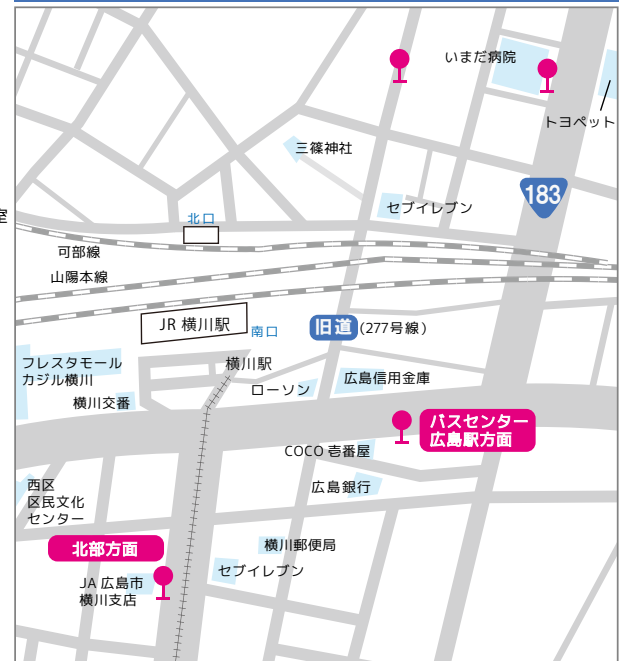 いまだ病院
トヨペット
三篠神社
183
セブイレブン
室
北口
可部線
山陽本線
JR 横川駅
南口
旧道 (277号線)
フレスタモール
カジル横川
横川駅
ローソン
広島信用金庫
横川交番
バスセンター
広島駅方面
COCO 壱番屋
広島銀行
西区
区民文化
センター
北部方面
横川郵便局
セブイレブン
JA 広島市
横川支店